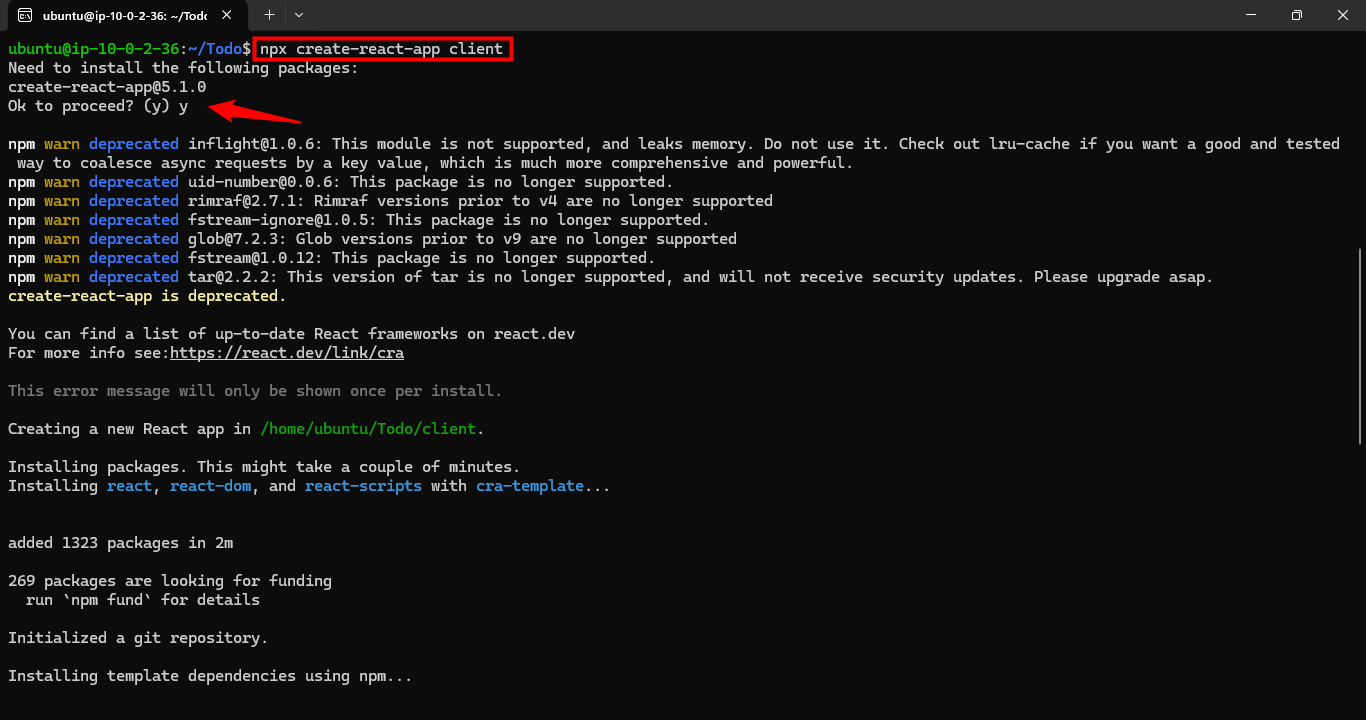 ubuntu@ip-10-0-2-36: ~/Todo
ubuntu@ip-10-0-2-36:~/Todo$ npx create-react-app client
Need to install the following packages:
create-react-app@5.1.0
Ok to proceed? (y) y
npm warn deprecated inflight@1.0.6: This module is not supported, and leaks memory. Do not use it. Check out lru-cache if you want a good and tested
way to coalesce async requests by a key value, which is much more comprehensive and powerful.
npm warn deprecated uid-number@0.0.6: This package is no longer supported.
npm warn deprecated rimraf@2.7.1: Rimraf versions prior to v4 are no longer supported
npm warn deprecated fstream-ignore@1.0.5: This package is no longer supported.
npm warn deprecated glob@7.2.3: Glob versions prior to v9 are no longer supported
npm warn deprecated fstream@1.0.12: This package is no longer supported.
npm warn deprecated tar@2.2.2: This version of tar is no longer supported, and will not receive security updates. Please upgrade asap.
create-react-app is deprecated.
You can find a list of up-to-date React frameworks on react.dev
For more info see:https://react.dev/link/cra
This error message will only be shown once per install.
Creating a new React app in /home/ubuntu/Todo/client.
Installing packages. This might take a couple of minutes.
Installing react, react-dom, and react-scripts with cra-template...
added 1323 packages in 2m
269 packages are looking for funding
run `npm fund` for details
Initialized a git repository.
Installing template dependencies using npm...